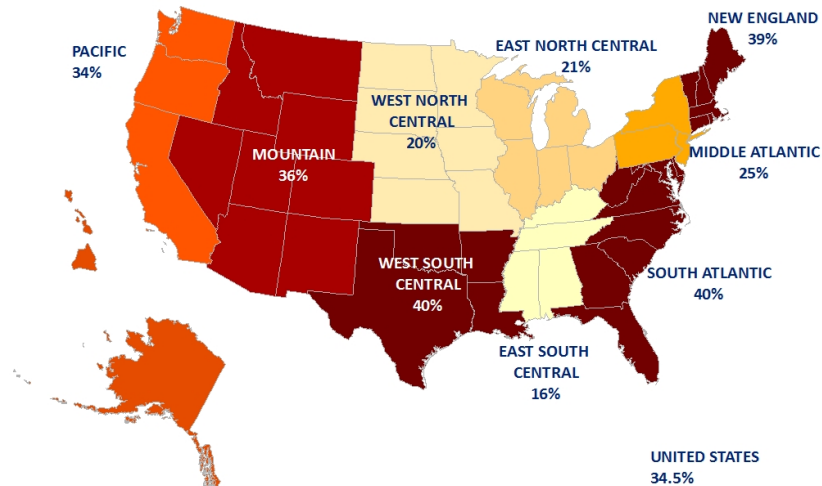 NEW ENGLAND
39%
PACIFIC
34%
EAST NORTH CENTRAL
21%
WEST NORTH
CENTRAL
20%
MOUNTAIN
36%
MIDDLE ATLANTIC
25%
WEST SOUTH
CENTRAL
40%
SOUTH ATLANTIC
40%
EAST SOUTH
CENTRAL
16%
UNITED STATES
34.5%